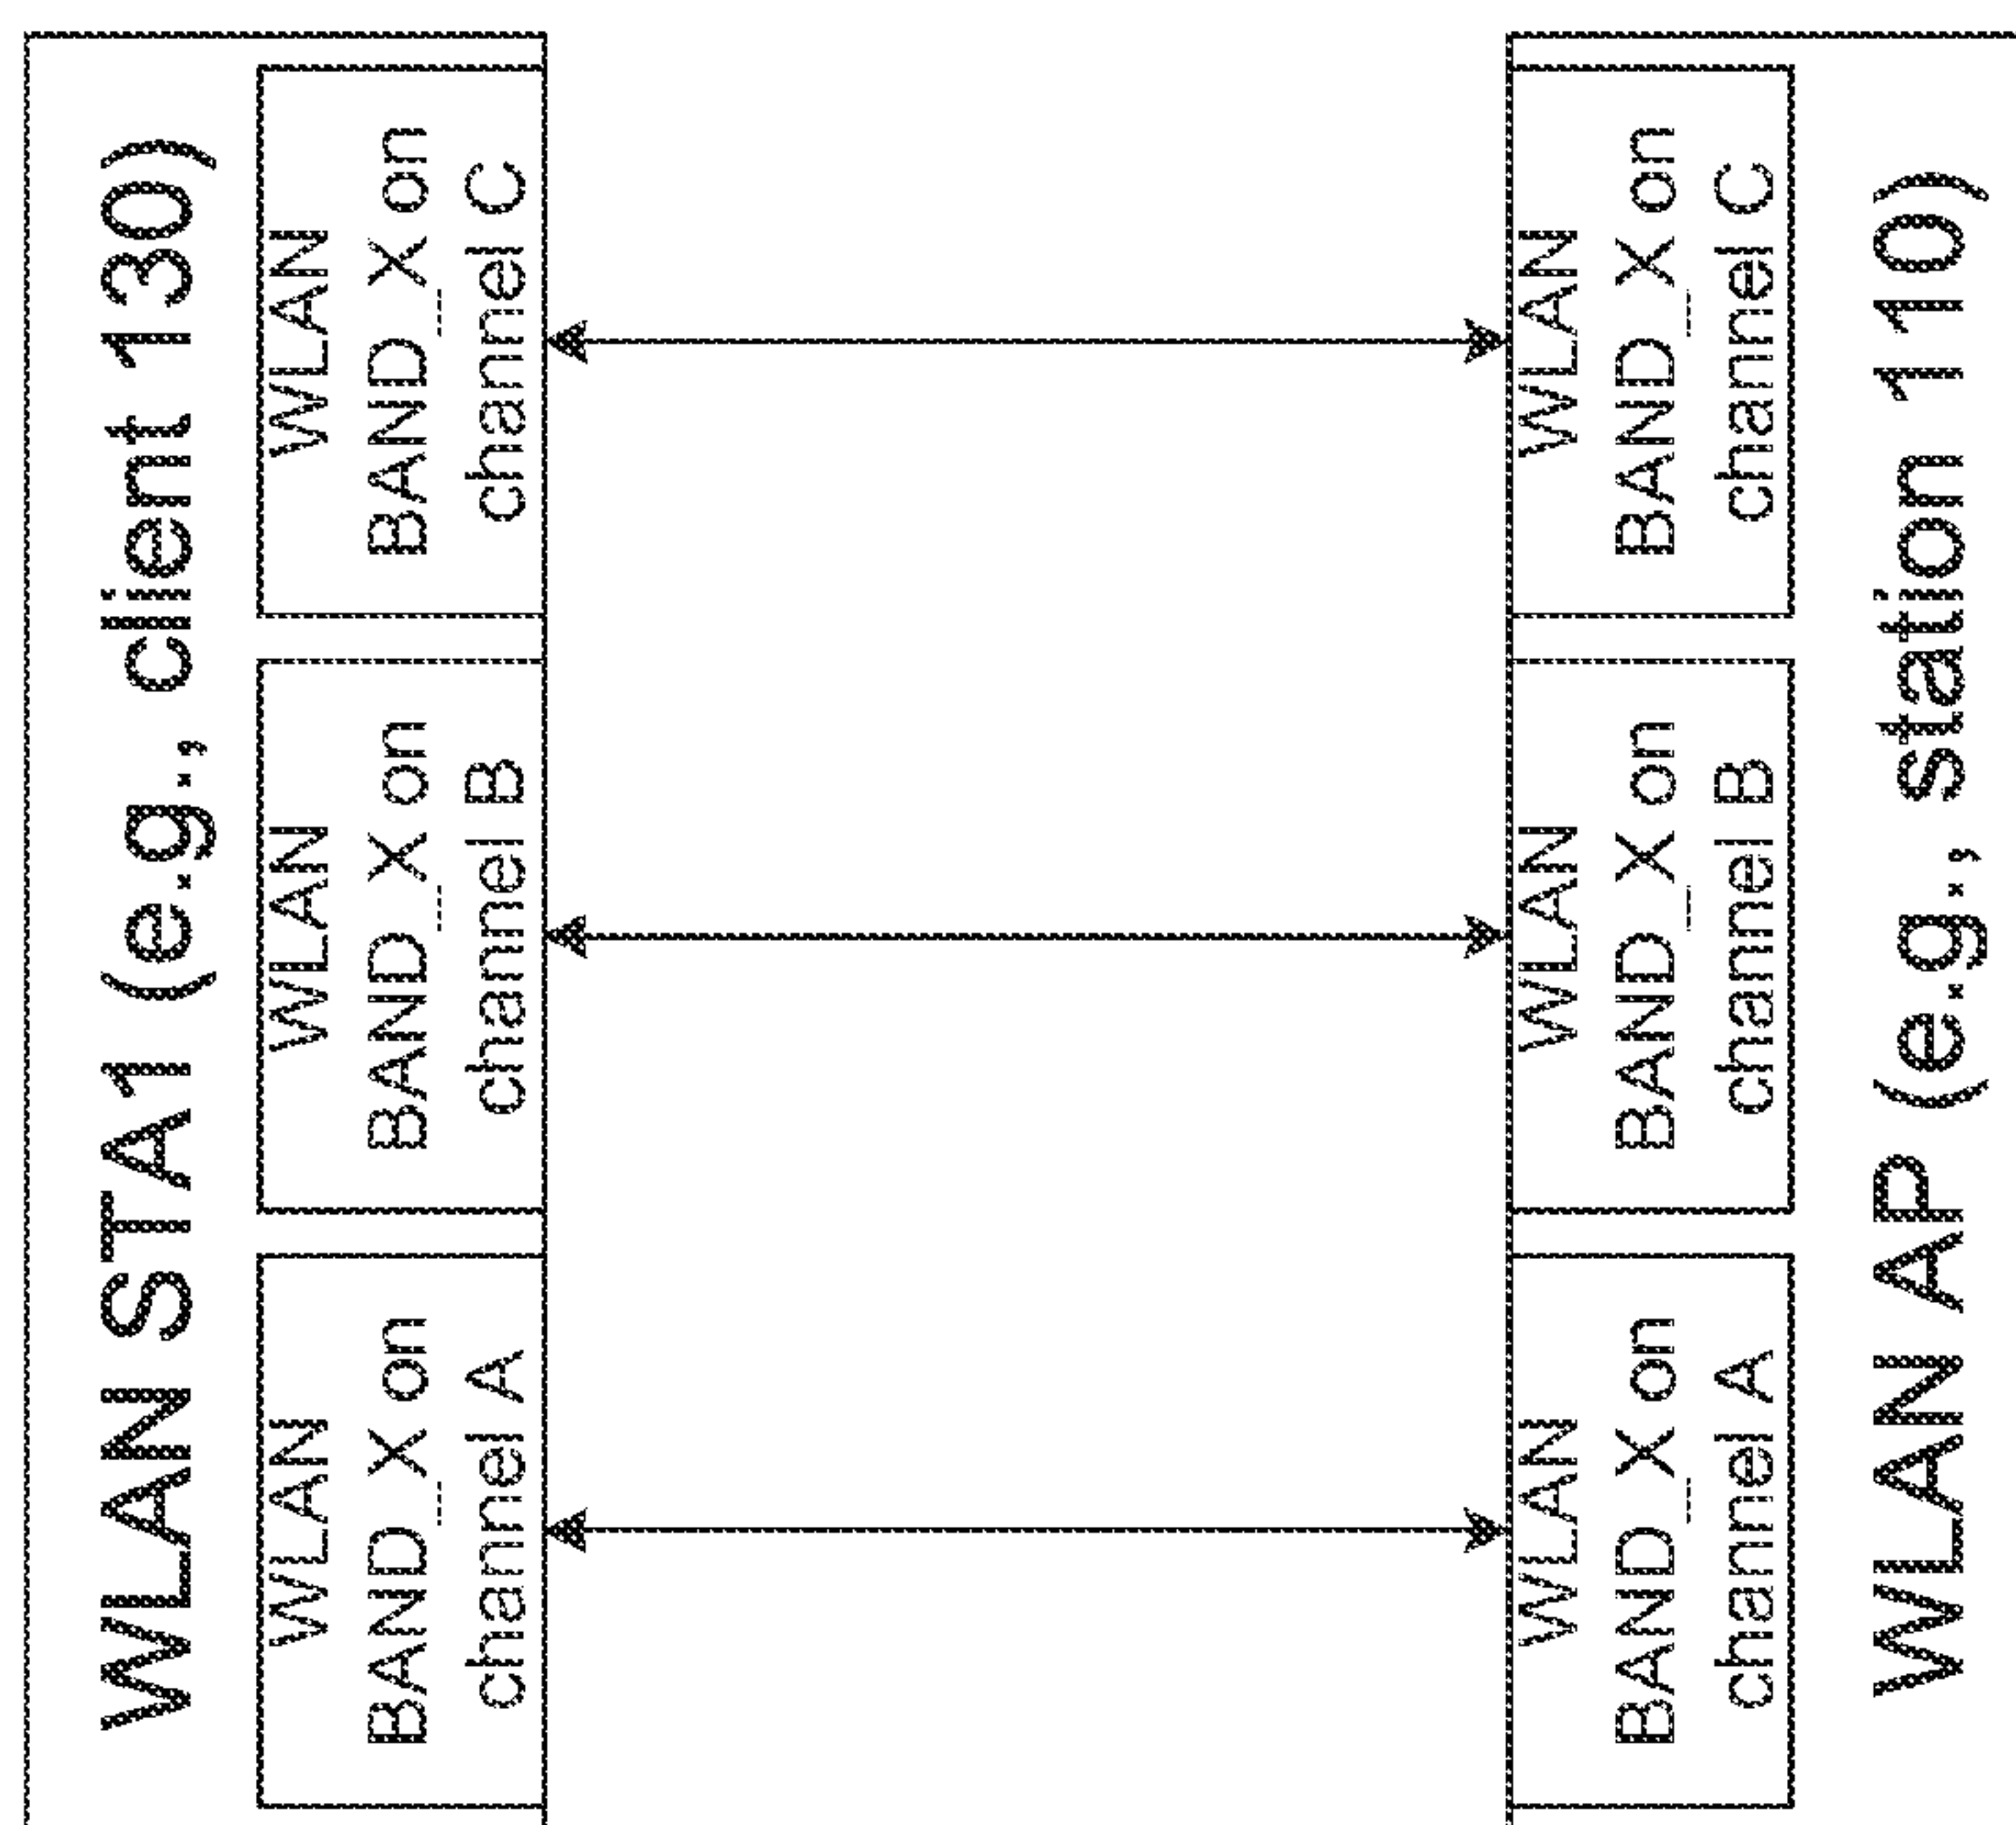 WLAN STA1 (e.g., client 130)
WLAN
BAND_X on
channel A
WLAN
BAND_X on
channel B
WLAN
BAND_X on
channel C
WLAN
BAND_X on
channel A
WLAN
BAND_X on
channel B
WLAN
BAND_X on
channel C
WLAN AP (e.g., station 110)